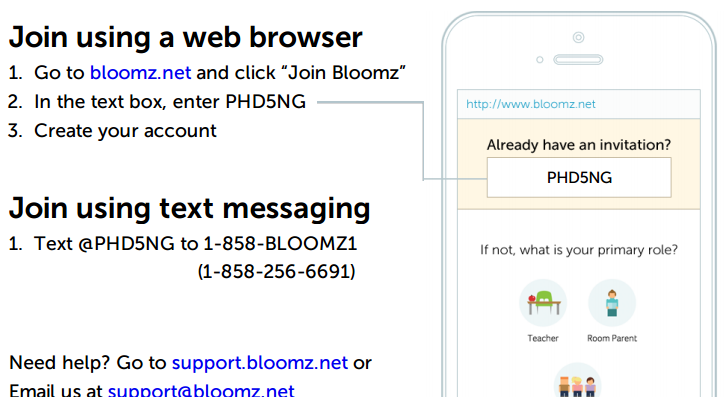 Join using a web browser
1. Go to bloomz.net and click “Join Bloomz”
2. In the text box, enter PHD5NG
3. Create your account
Join using text messaging
1. Text @PHD5NG to 1-858-BLOOMZ1
(1-858-256-6691)
Need help? Go to support.bloomz.net or
Email us at support@bloomz.net
http://www.bloomz.net
Already have an invitation?
PHD5NG
If not, what is your primary role?
Teacher
Room Parent